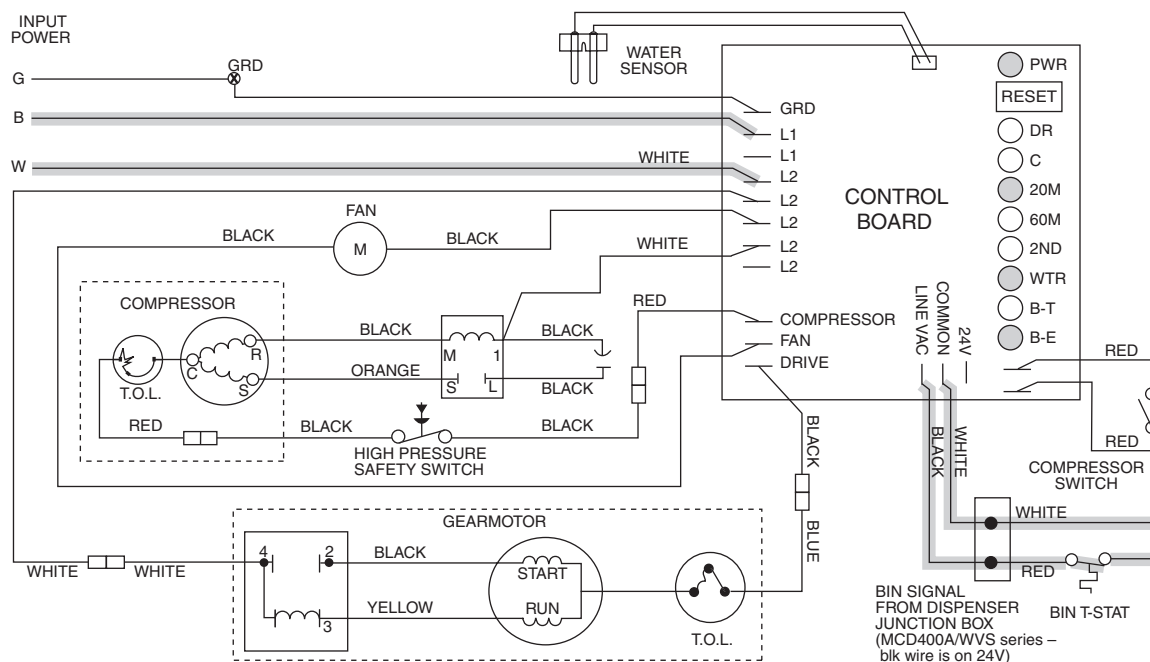 INPUT
POWER
G
GRD
B
W
WHITE
WATER
SENSOR
GRD
L1
L1
L2
L2
L2
L2
L2
CONTROL
BOARD
PWR
RESET
DR
C
20M
60M
2ND
WTR
B-T
B-E
FAN
M
BLACK
BLACK
WHITE
COMPRESSOR
T.O.L.
C
R
S
BLACK
ORANGE
M
1
S
L
BLACK
BLACK
RED
COMPRESSOR
FAN
DRIVE
LINE VAC
COMMON
24V
RED
RED
COMPRESSOR
SWITCH
RED
BLACK
BLACK
HIGH PRESSURE
SAFETY SWITCH
BLACK
BLUE
BLACK
WHITE
WHITE
RED
BIN T-STAT
BIN SIGNAL
FROM DISPENSER
JUNCTION BOX
(MCD400A/WVS series –
blk wire is on 24V)
GEARMOTOR
WHITE
WHITE
4
2
3
BLACK
YELLOW
START
RUN
T.O.L.